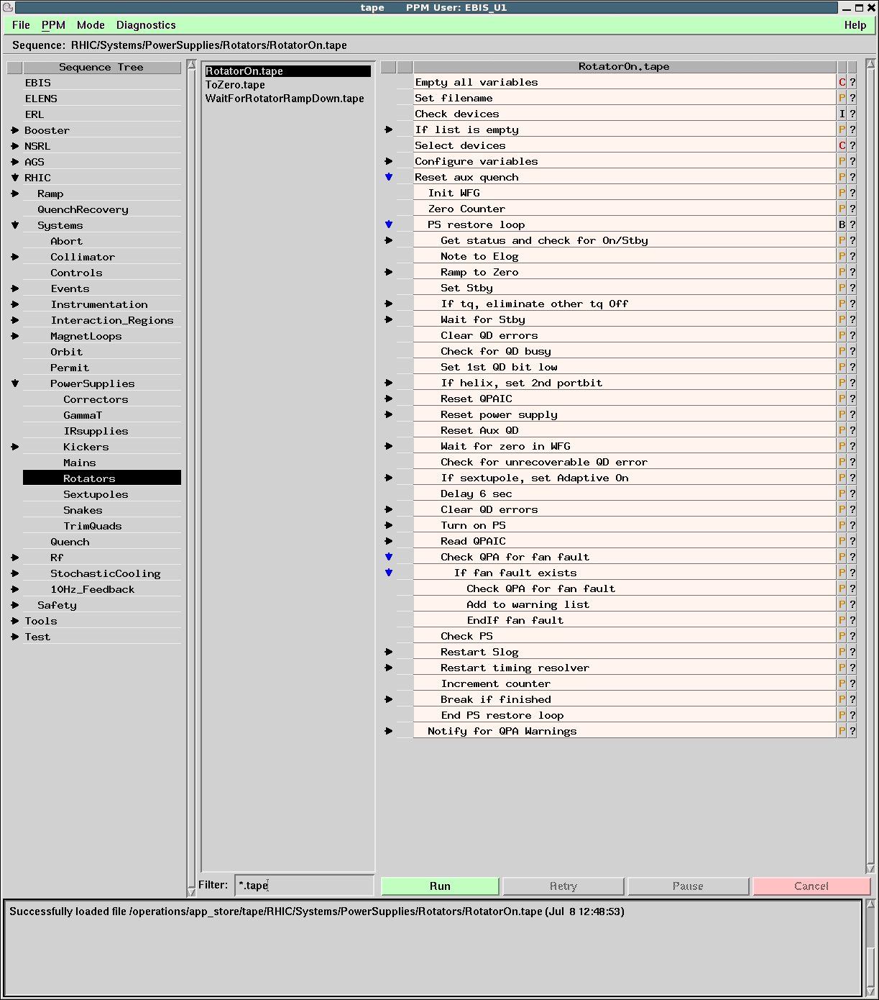 tape PPM User: EBIS_U1
File PPM Mode Diagnostics Help
Sequence: RHIC/Systems/PowerSupplies/Rotators/RotatorOn.tape
Sequence Tree
EBIS
ELENS
ERL
Booster
NSRL
AGS
RHIC
Ramp
QuenchRecovery
Systems
Abort
Collimator
Controls
Events
Instrumentation
Interaction_Regions
MagnetLoops
Orbit
Permit
PowerSupplies
Correctors
GammaT
IRsupplies
Kickers
Mains
Rotators
Sextupoles
Snakes
TrimQuads
Quench
Rf
StochasticCooling
10Hz_Feedback
Safety
Tools
Test
RotatorOn.tape
ToZero.tape
WaitForRotatorRampDown.tape
Filter: *.tape
RotatorOn.tape
Empty all variables C ?
Set filename P ?
Check devices I ?
If list is empty P ?
Select devices C ?
Configure variables P ?
Reset aux quench P ?
Init WFG P ?
Zero Counter P ?
PS restore loop B ?
Get status and check for On/Stby P ?
Note to Elog P ?
Ramp to Zero P ?
Set Stby P ?
If tq, eliminate other tq Off P ?
Wait for Stby P ?
Clear QD errors P ?
Check for QD busy P ?
Set 1st QD bit low P ?
If helix, set 2nd portbit P ?
Reset QPAIC P ?
Reset power supply P ?
Reset Aux QD P ?
Wait for zero in WFG P ?
Check for unrecoverable QD error P ?
If sextupole, set Adaptive On P ?
Delay 6 sec P ?
Clear QD errors P ?
Turn on PS P ?
Read QPAIC P ?
Check QPA for fan fault P ?
If fan fault exists P ?
Check QPA for fan fault P ?
Add to warning list P ?
EndIf fan fault P ?
Check PS P ?
Restart Slog P ?
Restart timing resolver P ?
Increment counter P ?
Break if finished P ?
End PS restore loop P ?
Notify for QPA Warnings P ?
Run Retry Pause Cancel
Successfully loaded file /operations/app_store/tape/RHIC/Systems/PowerSupplies/Rotators/RotatorOn.tape (Jul 8 12:48:53)